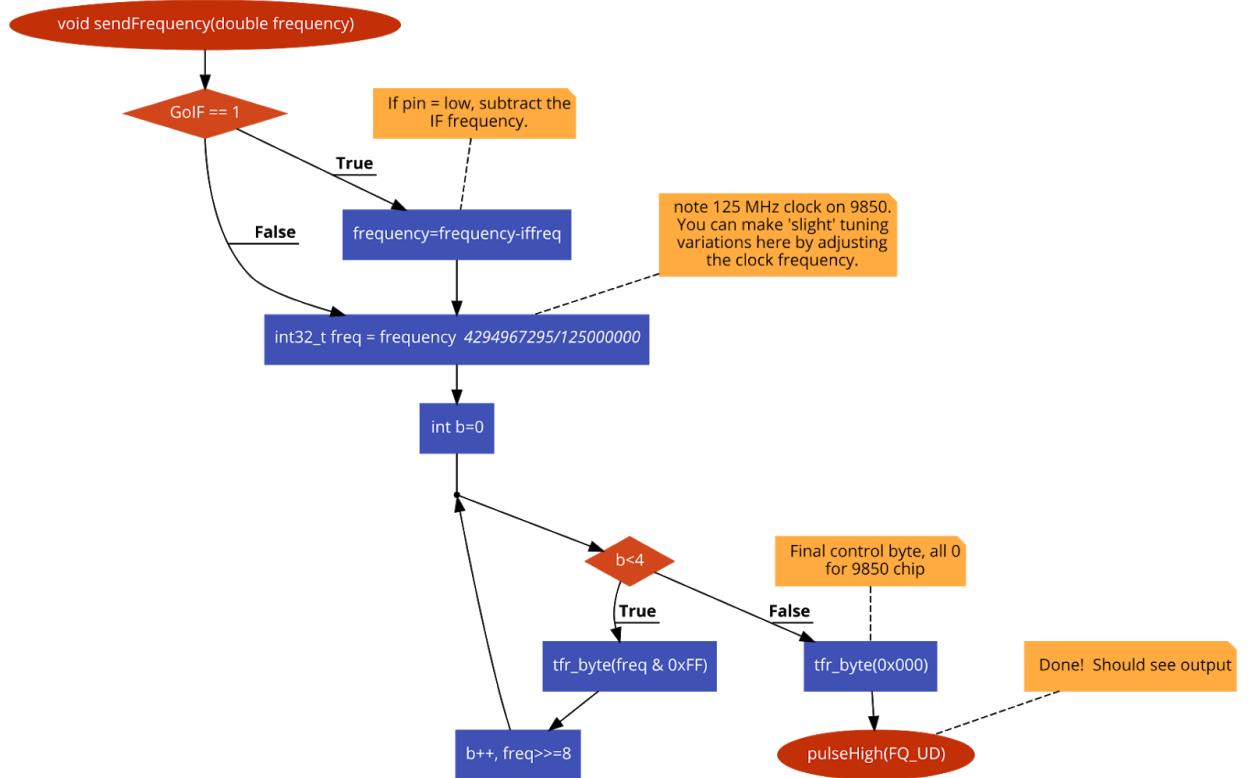 void sendFrequency(double frequency)
GoIF == 1
If pin = low, subtract the
IF frequency.
True
note 125 MHz clock on 9850.
You can make 'slight' tuning
variations here by adjusting
the clock frequency.
False
frequency=frequency-iffreq
int32_t freq = frequency 4294967295/125000000
int b=0
b<4
Final control byte, all 0
for 9850 chip
True
False
tfr_byte(freq & 0xFF)
tfr_byte(0x000)
Done! Should see output
b++, freq>>=8
pulseHigh(FQ_UD)